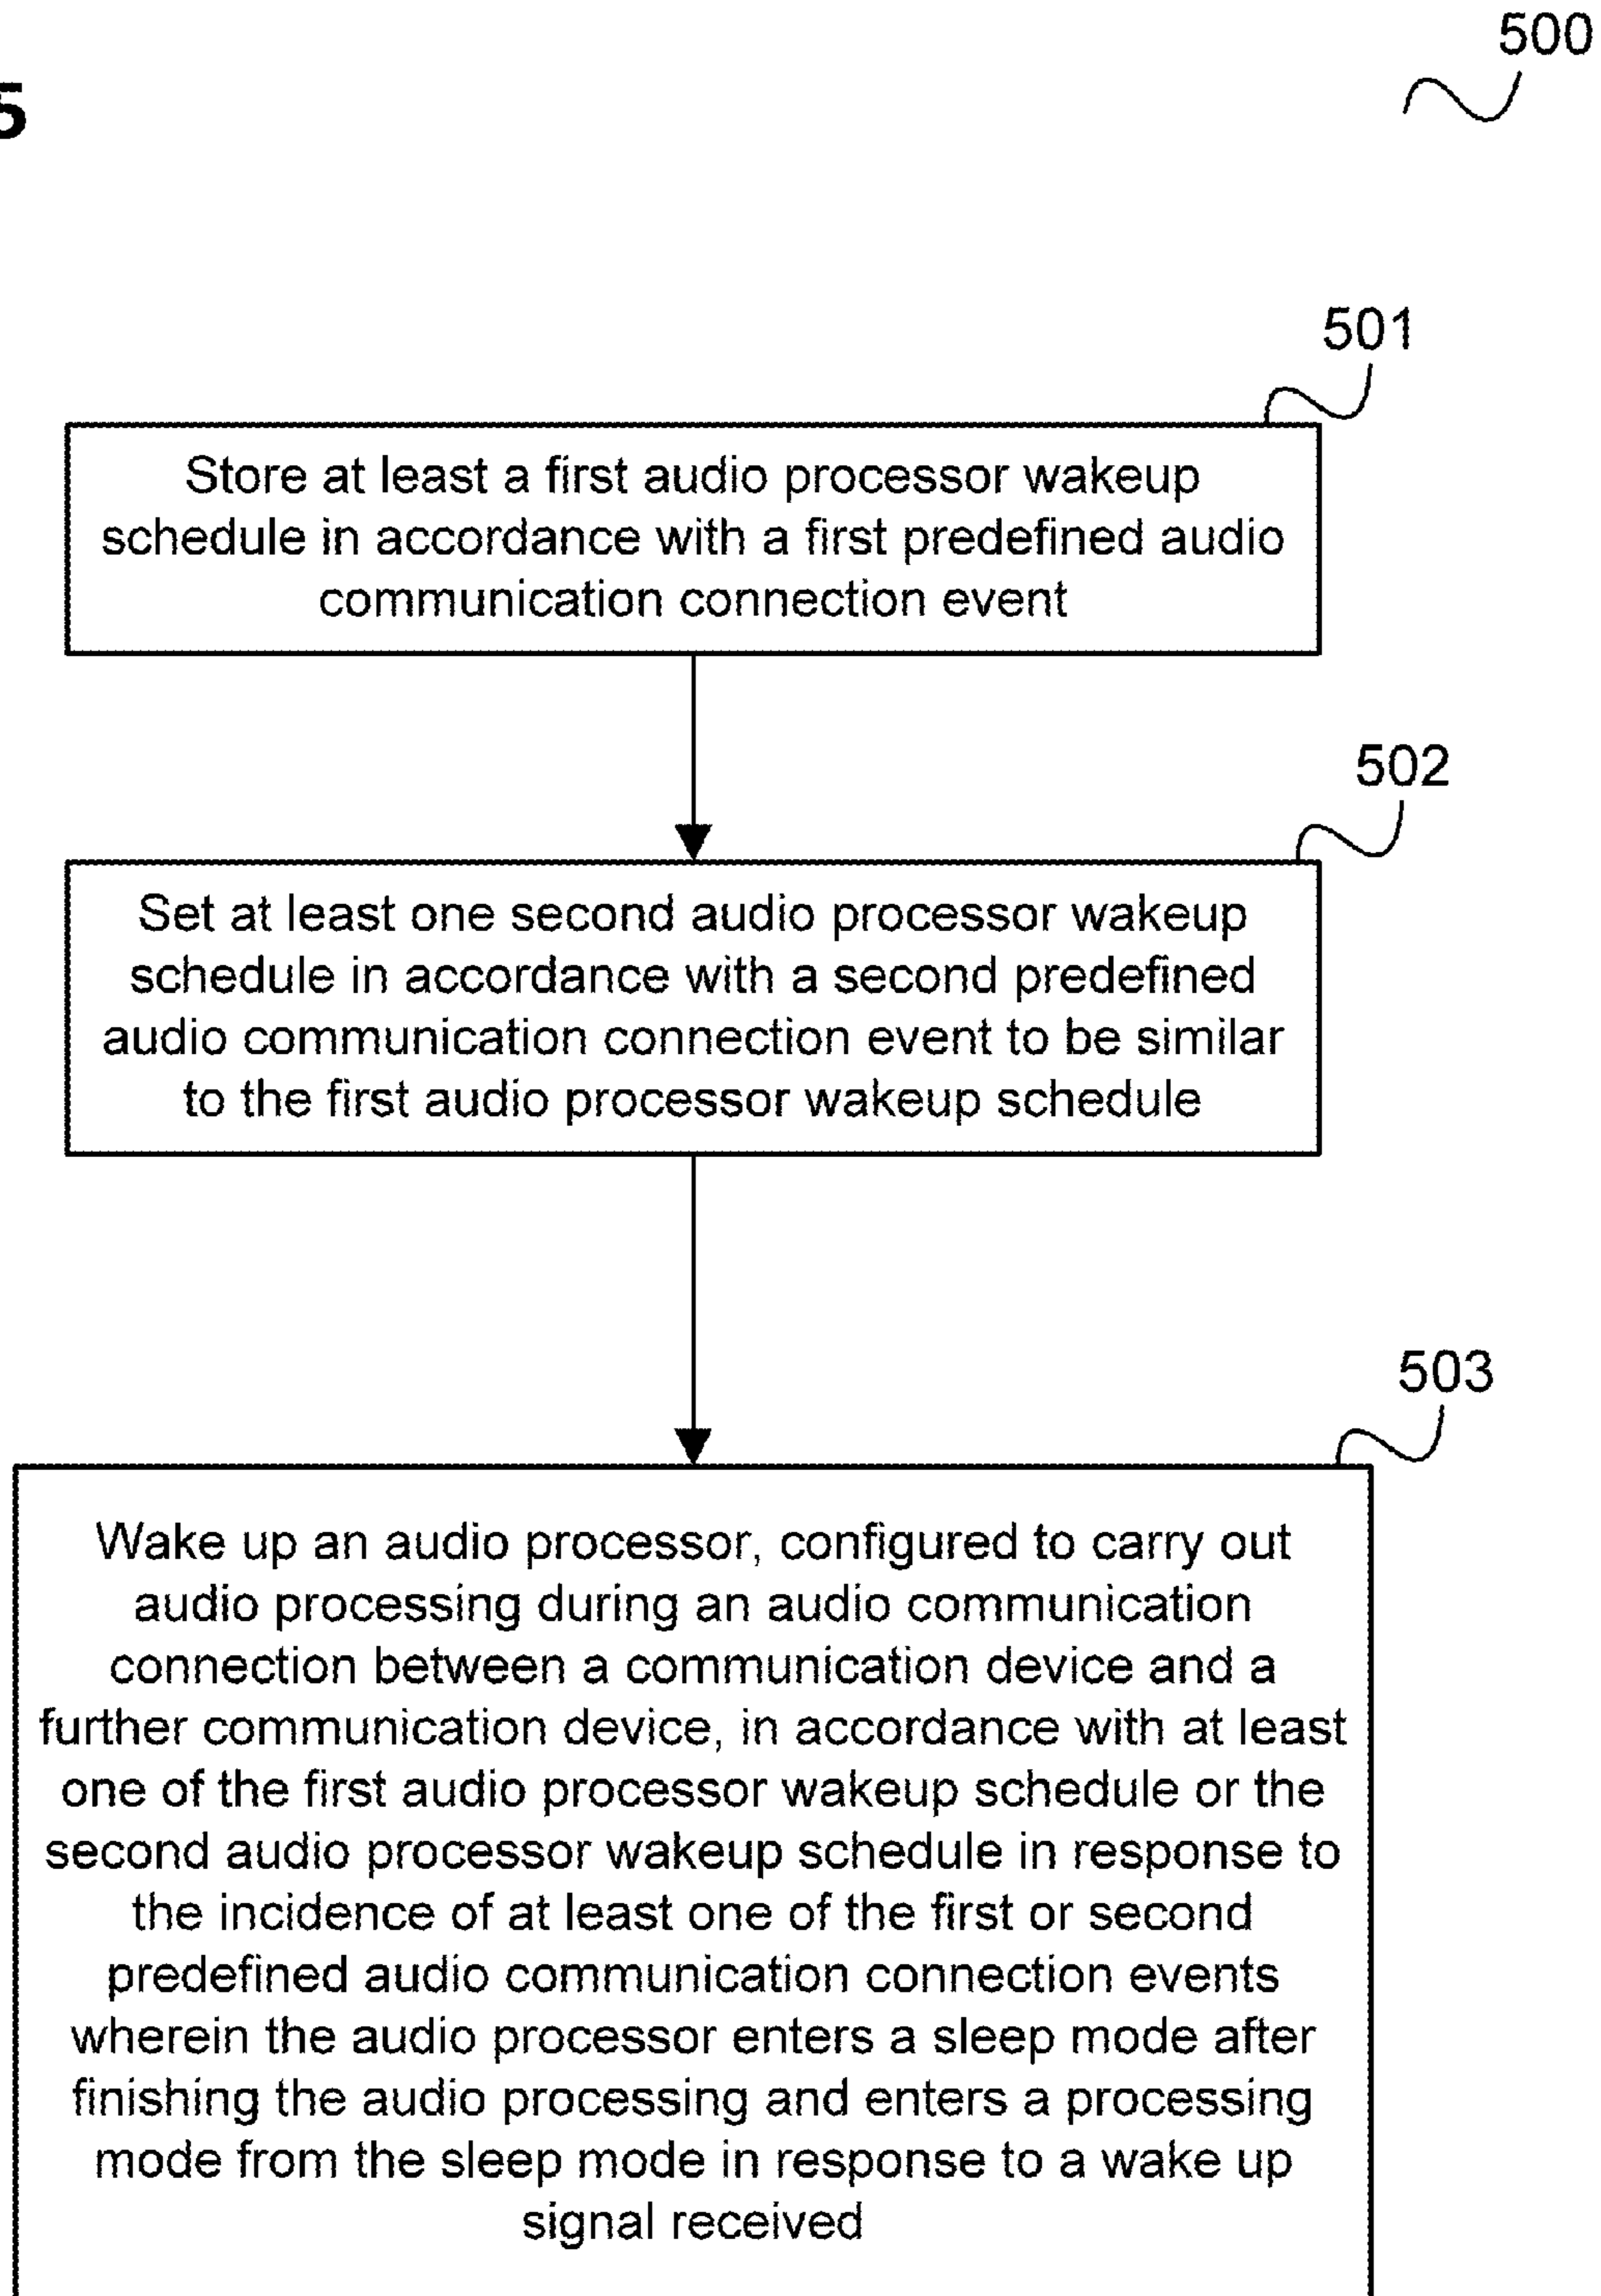 500
5
501
Store at least a first audio processor wakeup
schedule in accordance with a first predefined audio
communication connection event
502
Set at least one second audio processor wakeup
schedule in accordance with a second predefined
audio communication connection event to be similar
to the first audio processor wakeup schedule
503
Wake up an audio processor, configured to carry out
audio processing during an audio communication
connection between a communication device and a
further communication device, in accordance with at least
one of the first audio processor wakeup schedule or the
second audio processor wakeup schedule in response to
the incidence of at least one of the first or second
predefined audio communication connection events
wherein the audio processor enters a sleep mode after
finishing the audio processing and enters a processing
mode from the sleep mode in response to a wake up
signal received